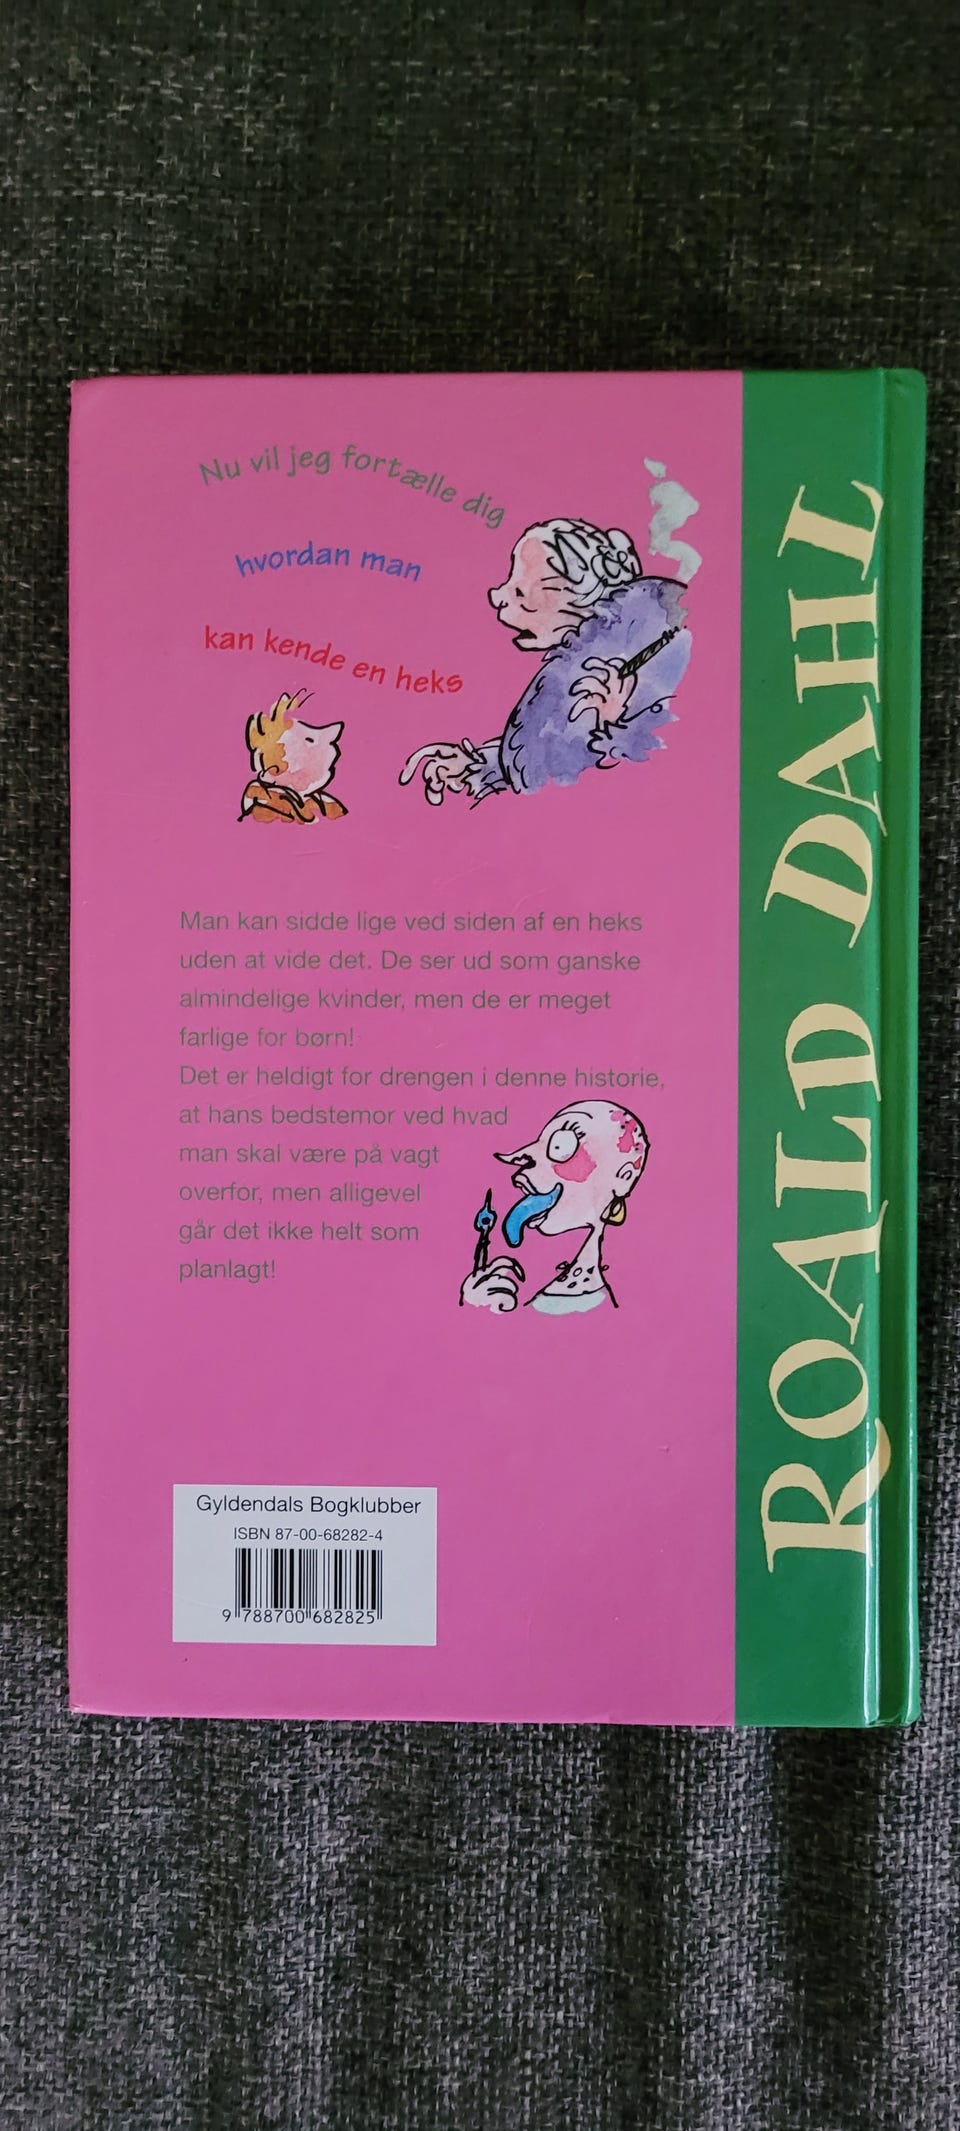 Nu vil jeg fortælle dig
hvordan man
kan kende en heks
Man kan sidde lige ved siden af en heks
uden at vide det. De ser ud som ganske
almindelige kvinder, men de er meget
farlige for børn!
Det er heldigt for drengen i denne historie,
at hans bedstemor ved hvad
man skal være på vagt
overfor, men alligevel
går det ikke helt som
planlagt!
Gyldendals Bogklubber
ISBN 87-00-68282-4
9 788700 682825
ROALD DAHL